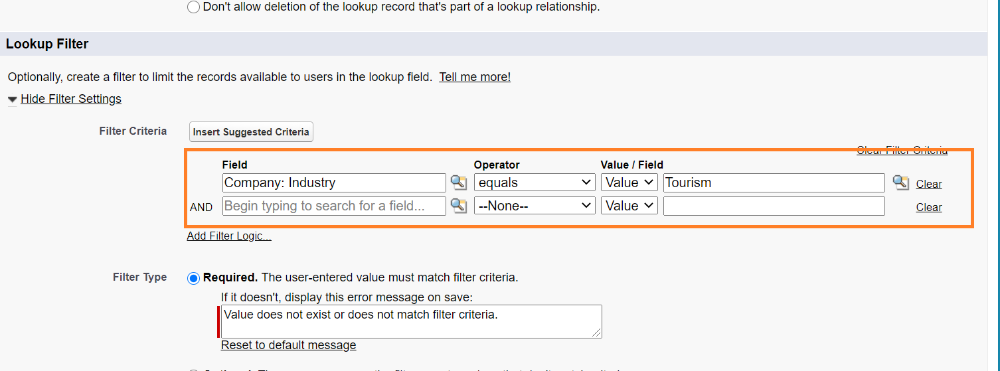 Don't allow deletion of the lookup record that's part of a lookup relationship.
Lookup Filter
Optionally, create a filter to limit the records available to users in the lookup field. Tell me more!
Hide Filter Settings
Filter Criteria Insert Suggested Criteria
Clear Filter Criteria
Field Operator Value / Field
Company: Industry equals Value Tourism Clear
AND Begin typing to search for a field... --None-- Value Clear
Add Filter Logic...
Filter Type Required. The user-entered value must match filter criteria.
If it doesn't, display this error message on save:
Value does not exist or does not match filter criteria.
Reset to default message